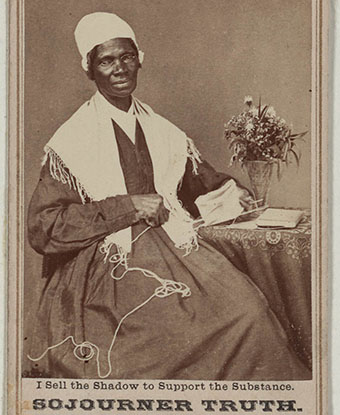 I Sell the Shadow to Support the Substance.
SOJOURNER TRUTH.